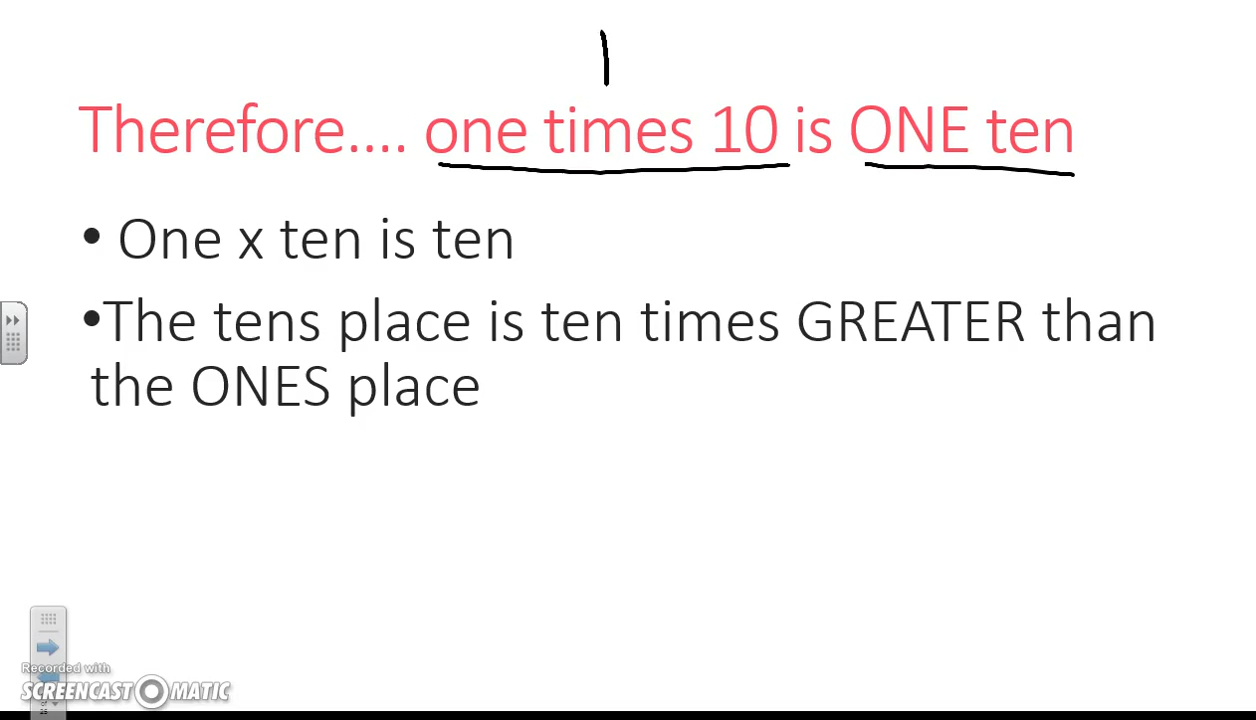 1
Therefore.... one times 10 is ONE ten
• One x ten is ten
•The tens place is ten times GREATER than
the ONES place
Recorded with
SCREENCAST O MATIC